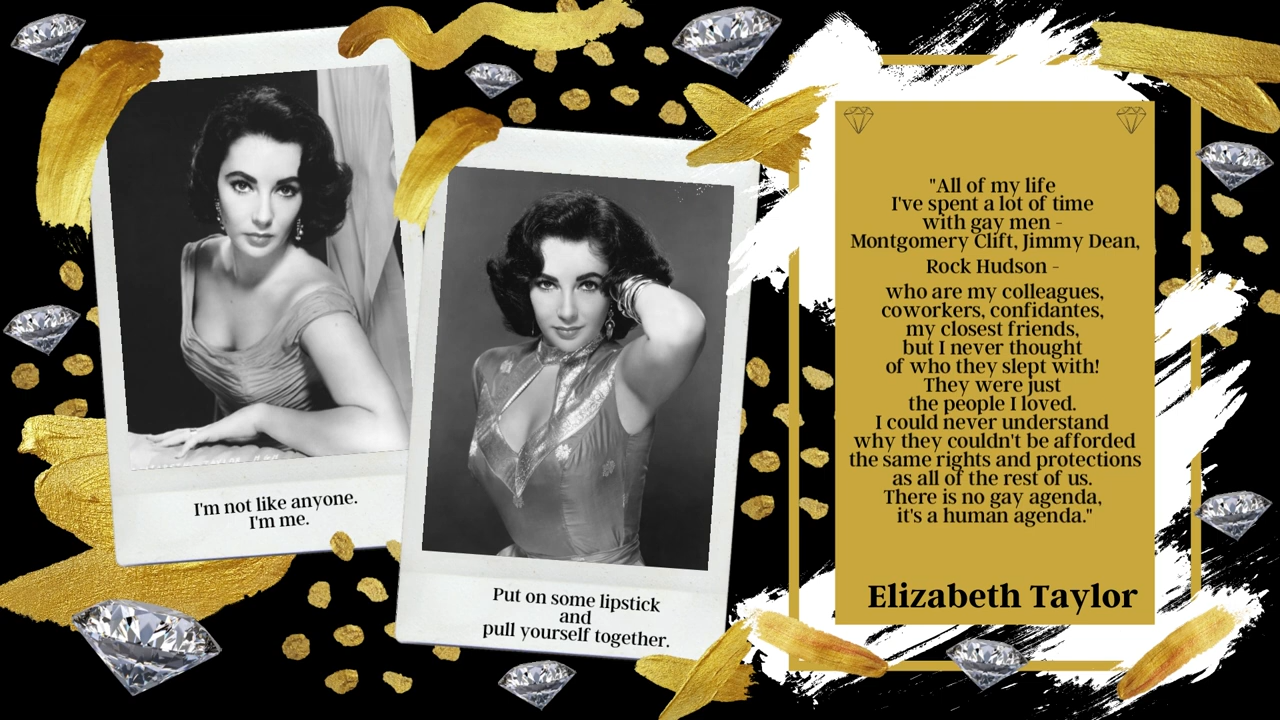 I'm not like anyone.
I'm me.
Put on some lipstick
and
pull yourself together.
"All of my life
I've spent a lot of time
with gay men -
Montgomery Clift, Jimmy Dean,
Rock Hudson -
who are my colleagues,
coworkers, confidantes,
my closest friends,
but I never thought
of who they slept with!
They were just
the people I loved.
I could never understand
why they couldn't be afforded
the same rights and protections
as all of the rest of us.
There is no gay agenda,
it's a human agenda."
Elizabeth Taylor